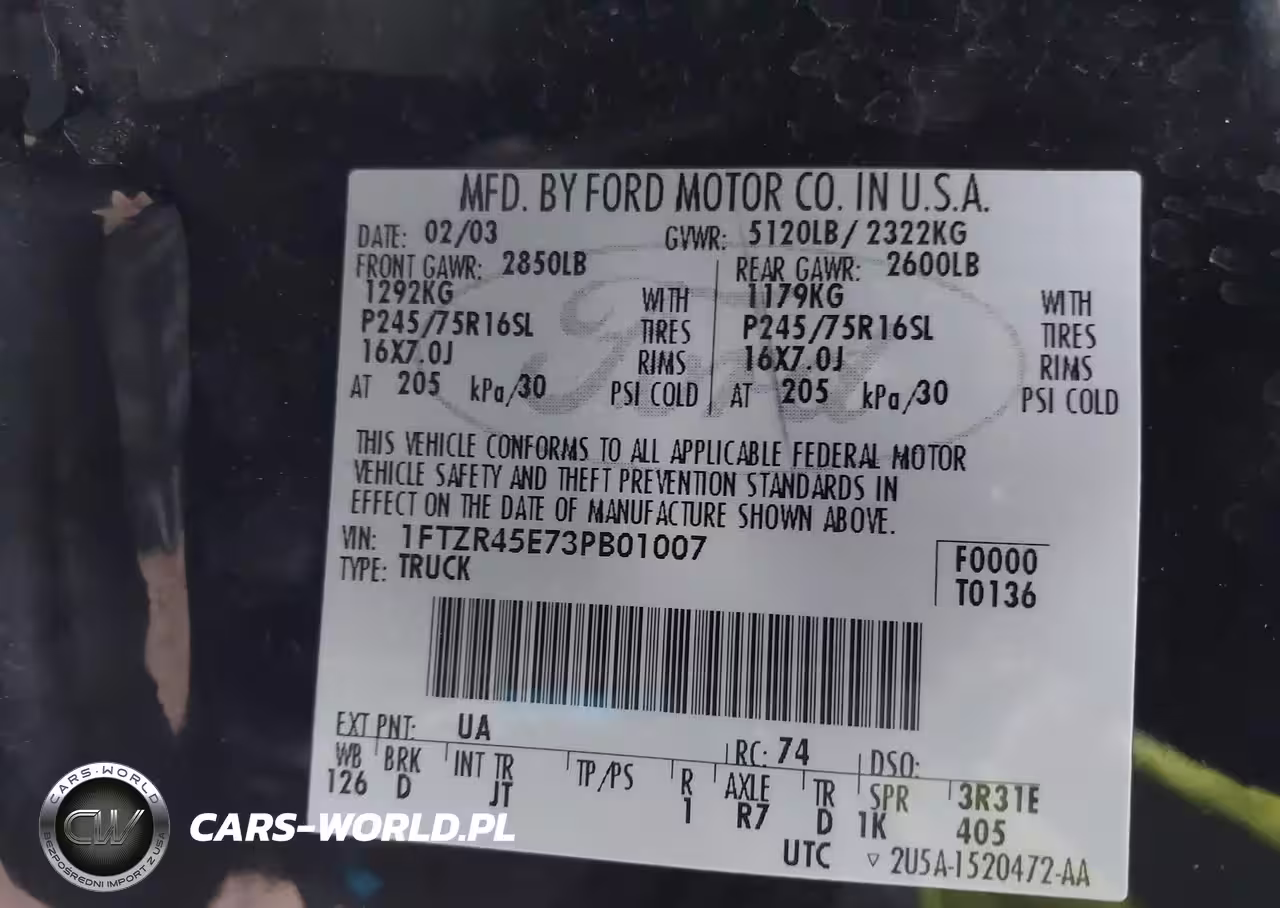 MFD. BY FORD MOTOR CO. IN U.S.A.
DATE: 02/03 GVWR: 5120LB/ 2322KG
FRONT GAWR: 2850LB REAR GAWR: 2600LB
1292KG WITH 1179KG WITH
P245/75R16SL TIRES P245/75R16SL TIRES
16X7.0J RIMS 16X7.0J RIMS
AT 205 kPa/30 PSI COLD AT 205 kPa/30 PSI COLD
THIS VEHICLE CONFORMS TO ALL APPLICABLE FEDERAL MOTOR
VEHICLE SAFETY AND THEFT PREVENTION STANDARDS IN
EFFECT ON THE DATE OF MANUFACTURE SHOWN ABOVE.
VIN: 1FTZR45E73PB01007 F0000
TYPE: TRUCK T0136
EXT PNT: UA RC: 74 DSO:
WB BRK INT TR TP/PS R AXLE TR SPR 3R31E
126 D JT 1 R7 D 1K 405
UTC ▽ 2U5A-1520472-AA
Ford
CARS-WORLD
CW
BEZPOŚREDNI IMPORT Z USA
CARS-WORLD.PL